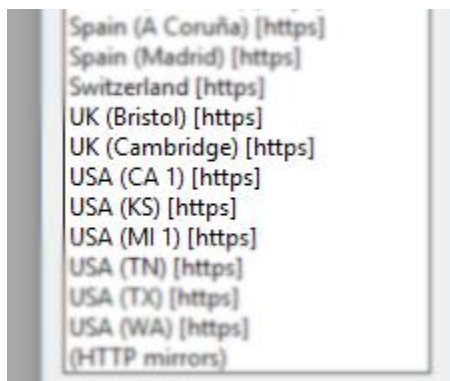 Spain (A Coruña) [https]
Spain (Madrid) [https]
Switzerland [https]
UK (Bristol) [https]
UK (Cambridge) [https]
USA (CA 1) [https]
USA (KS) [https]
USA (MI 1) [https]
USA (TN) [https]
USA (TX) [https]
USA (WA) [https]
(HTTP mirrors)